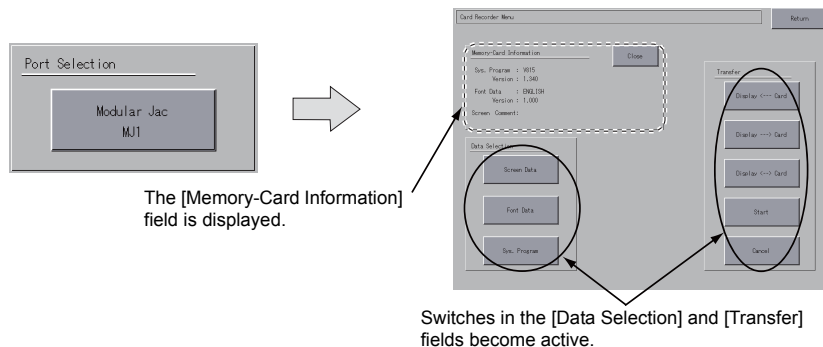 Port Selection
Modular Jac
MJ1
The [Memory-Card Information]
field is displayed.
Card Recorder Menu
Return
Memory-Card Information
Close
Sys. Program : V815
Version : 1.340
Font Data : ENGLISH
Version : 1.000
Screen Comment:
Data Selection
Screen Data
Font Data
Sys. Program
Transfer
Display <--- Card
Display ---> Card
Display <--> Card
Start
Cancel
Switches in the [Data Selection] and [Transfer]
fields become active.